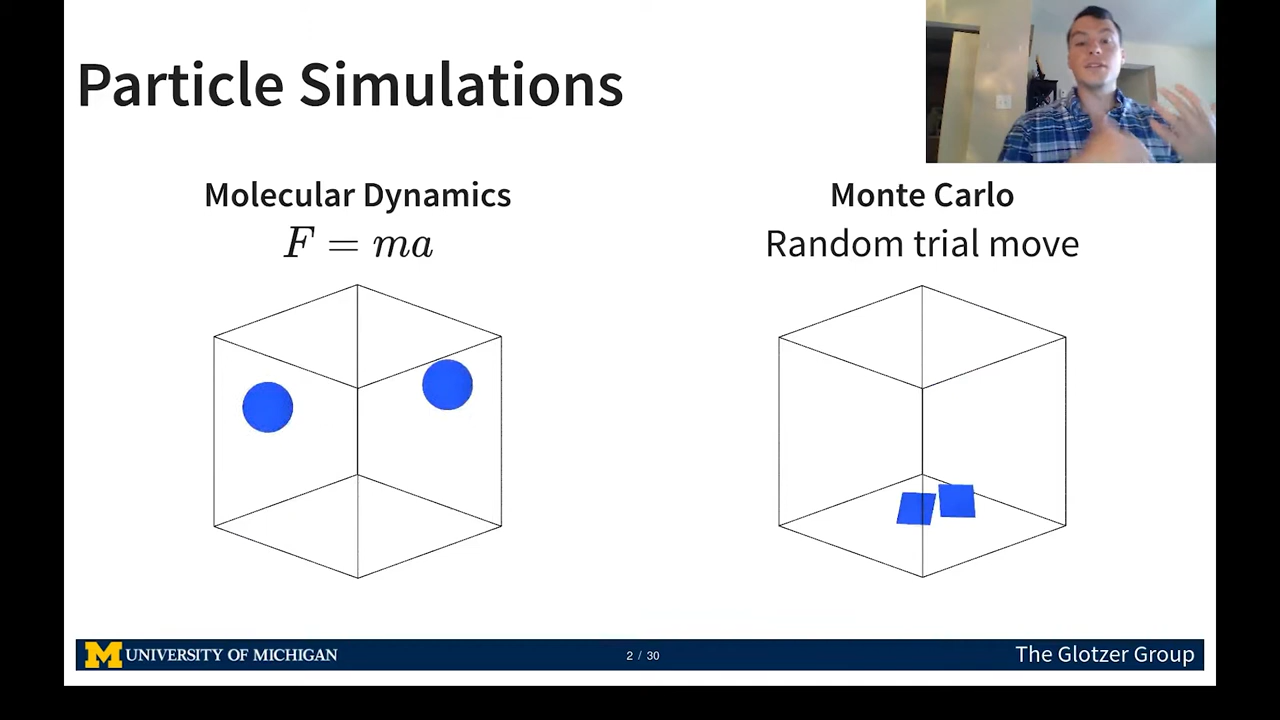 Particle Simulations
Molecular Dynamics
F = ma
Monte Carlo
Random trial move
M UNIVERSITY OF MICHIGAN
2 / 30
The Glotzer Group